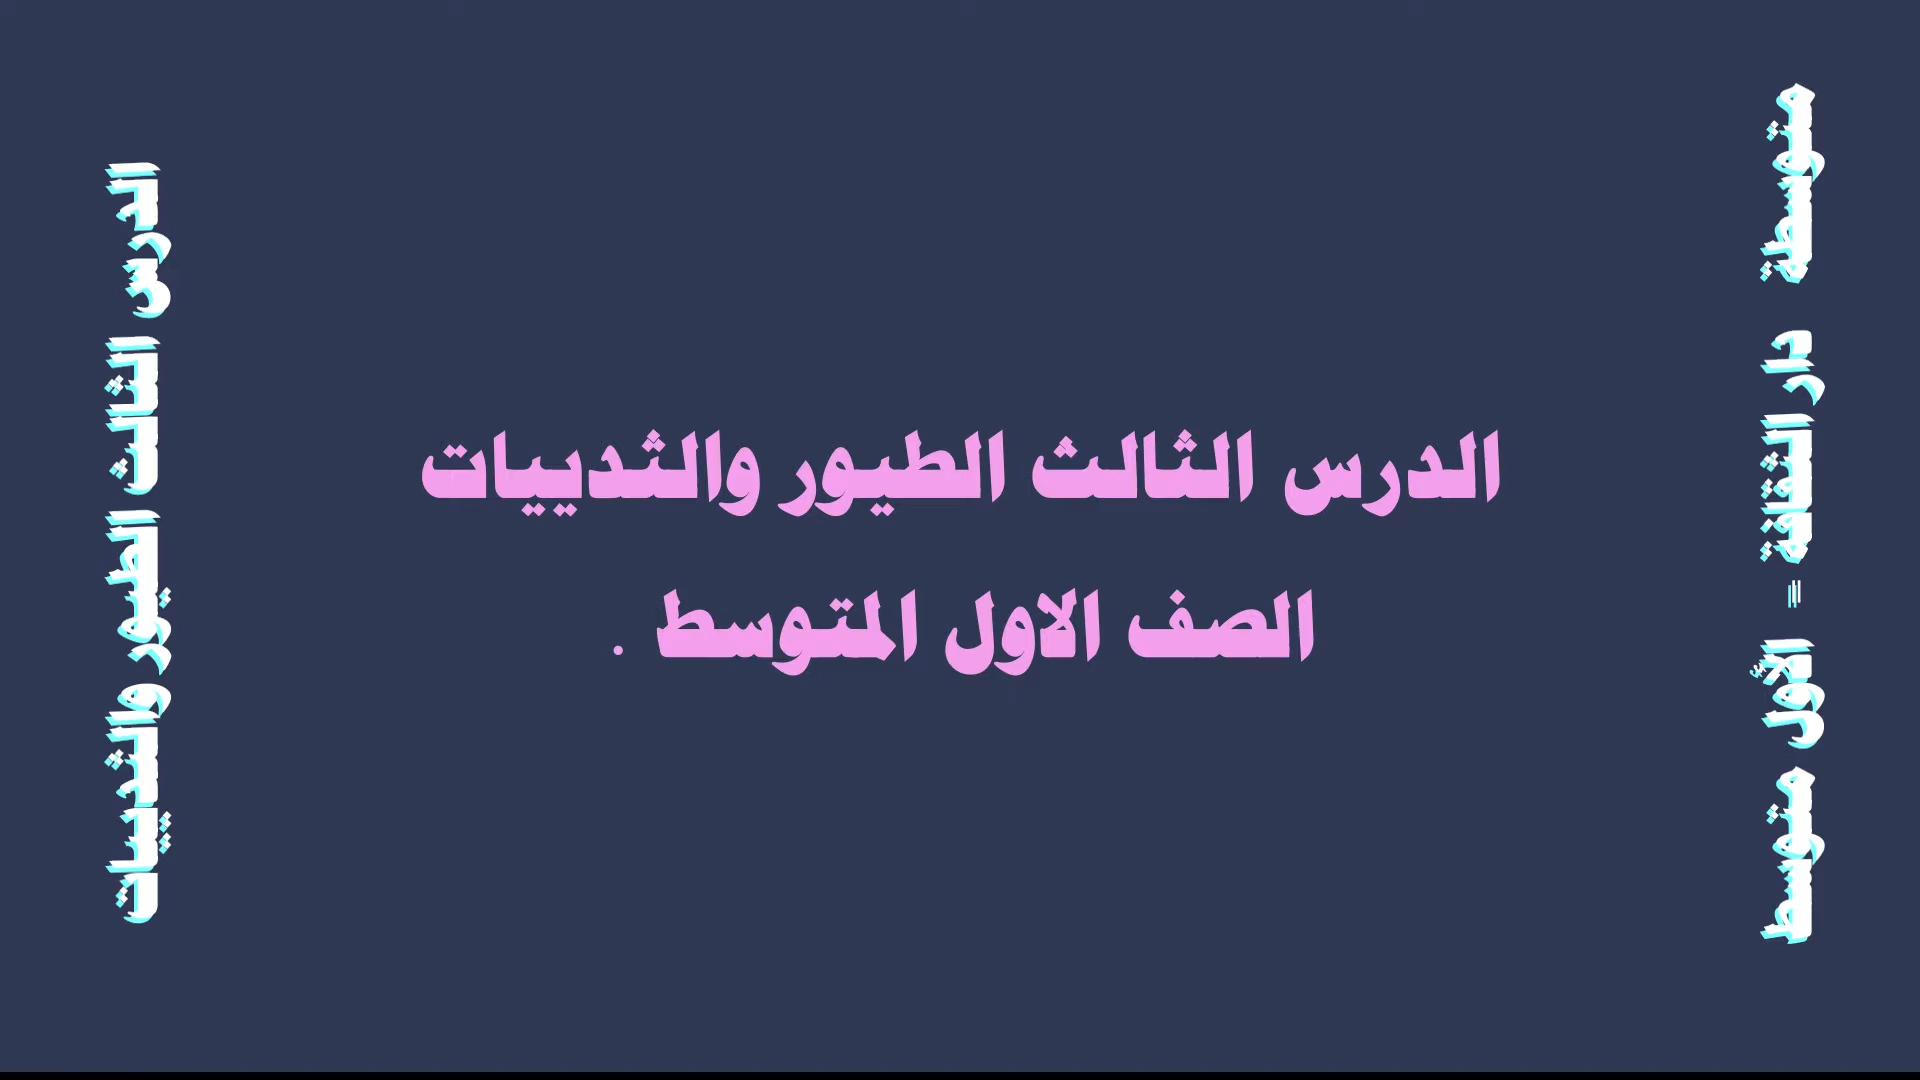 الدرس الثالث الطيور والثدييات
الصف الاول المتوسط .
متوسطة دار الثقافة = الأول متوسط
الدرس الثالث الطيور والثدييات